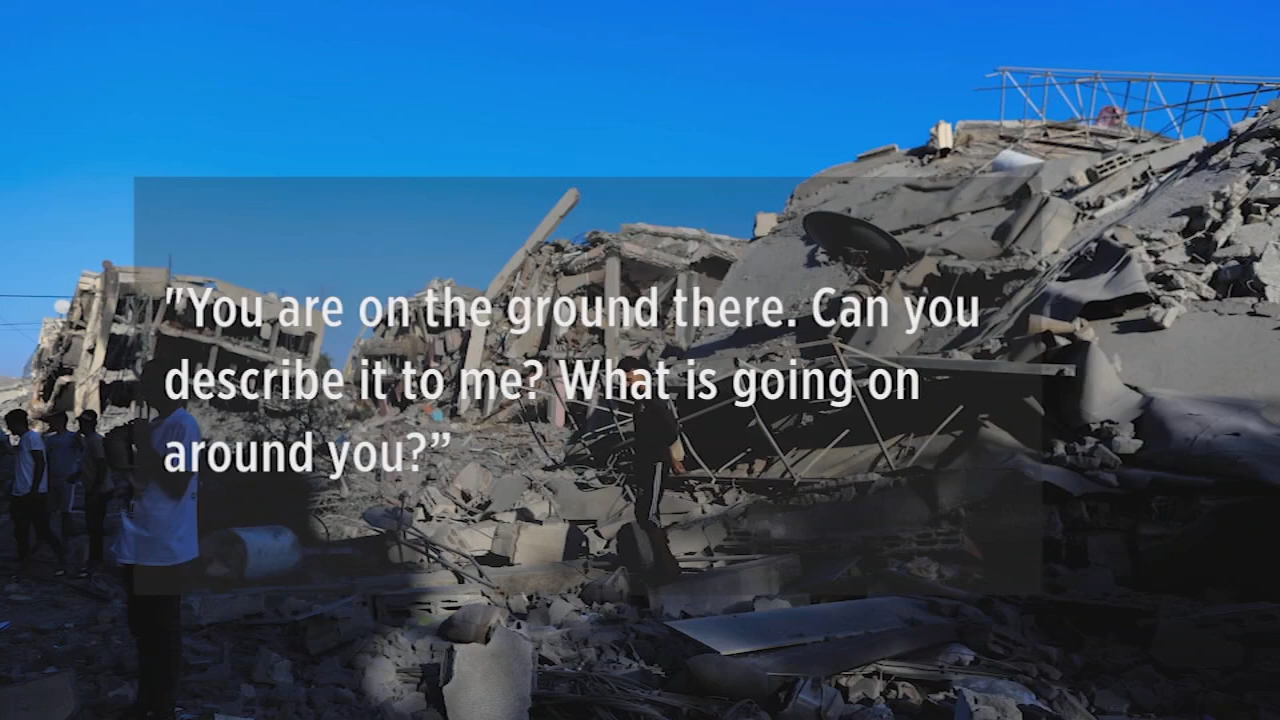 "You are on the ground there. Can you
describe it to me? What is going on
around you?”